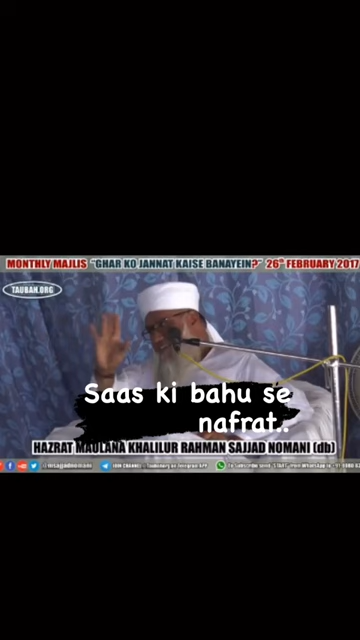 MONTHLY MAJLIS "GHAR KO JANNAT KAISE BANAYEIN?" 26th FEBRUARY 2017
TAUBAH.ORG
Saas ki bahu se
nafrat..
HAZRAT MAULANA KHALILUR RAHMAN SAJJAD NOMANI (db)